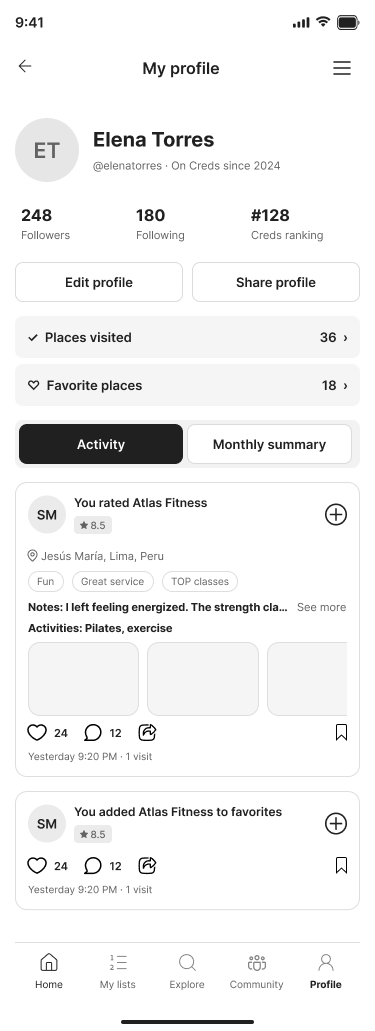 9:41
My profile
ET
Elena Torres
@elenatorres · On Creds since 2024
248
Followers
180
Following
#128
Creds ranking
Edit profile
Share profile
Places visited
36 ›
Favorite places
18 ›
Activity
Monthly summary
SM
You rated Atlas Fitness
8.5
Jesús María, Lima, Peru
Fun
Great service
TOP classes
Notes: I left feeling energized. The strength cla... See more
Activities: Pilates, exercise
24
12
Yesterday 9:20 PM · 1 visit
SM
You added Atlas Fitness to favorites
8.5
24
12
Yesterday 9:20 PM · 1 visit
Home
1
2
My lists
Explore
Community
Profile